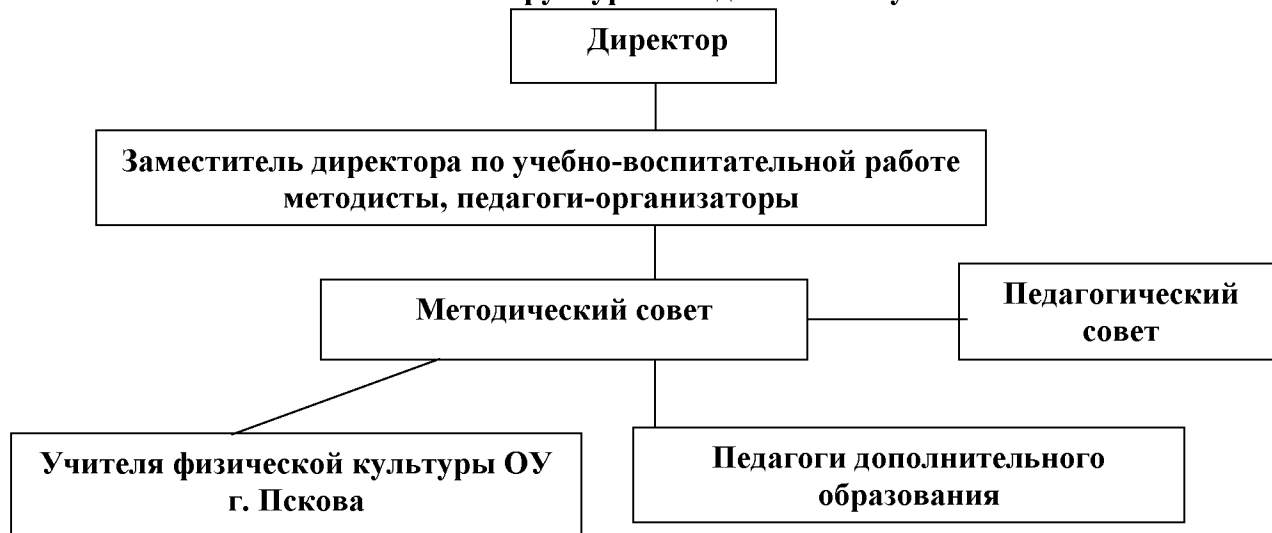 Директор
Заместитель директора по учебно-воспитательной работе
методисты, педагоги-организаторы
Методический совет
Педагогический
совет
Учителя физической культуры ОУ
г. Пскова
Педагоги дополнительного
образования